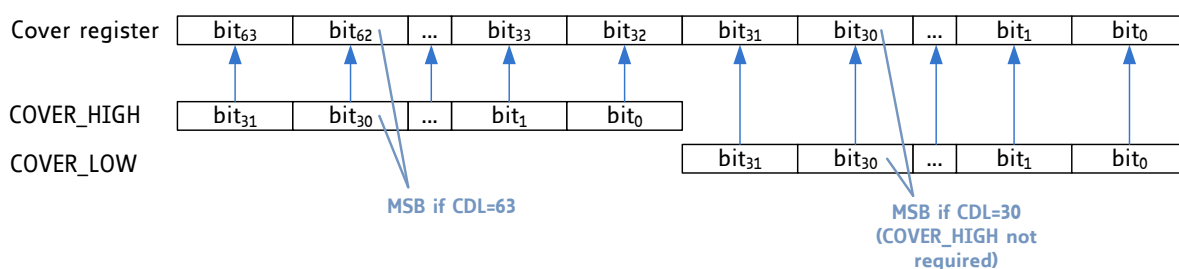 Cover register bit63 bit62 ... bit33 bit32 bit31 bit30 ... bit1 bit0
COVER_HIGH bit31 bit30 ... bit1 bit0
COVER_LOW bit31 bit30 ... bit1 bit0
MSB if CDL=63
MSB if CDL=30
(COVER_HIGH not
required)